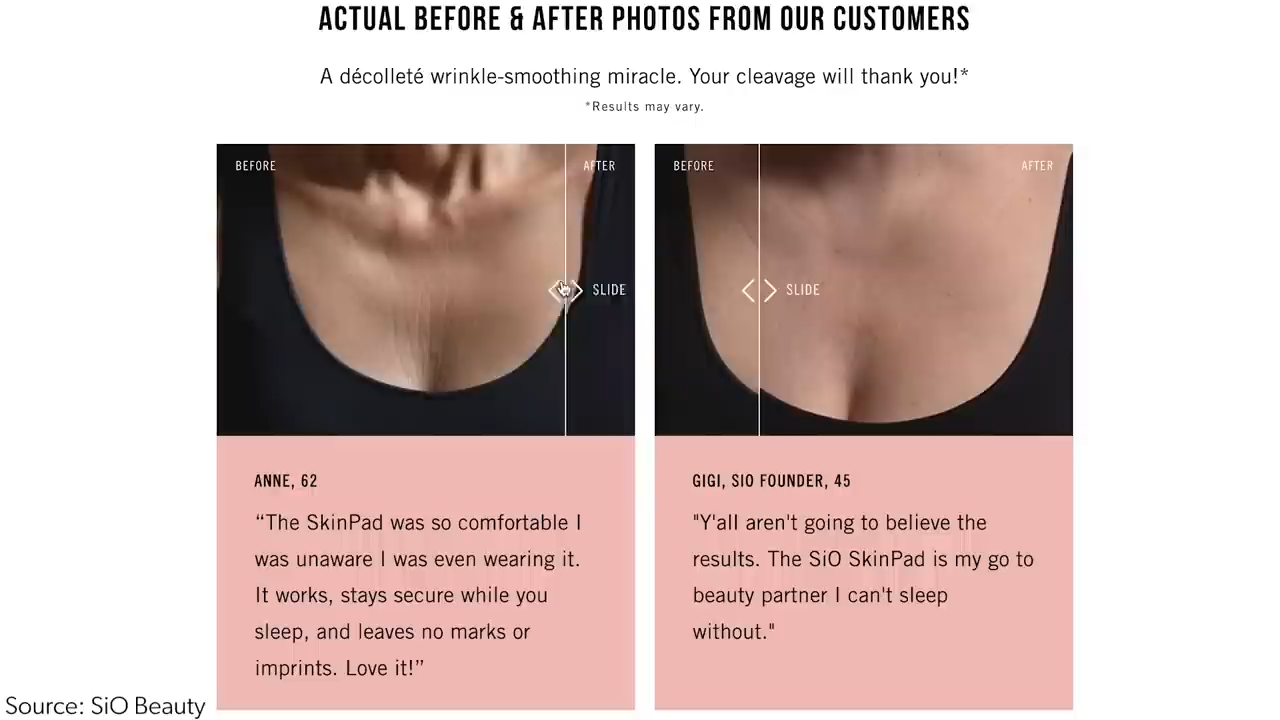 ACTUAL BEFORE & AFTER PHOTOS FROM OUR CUSTOMERS
A décolleté wrinkle-smoothing miracle. Your cleavage will thank you!*
*Results may vary.
BEFORE
AFTER
SLIDE
BEFORE
AFTER
SLIDE
ANNE, 62
“The SkinPad was so comfortable I
was unaware I was even wearing it.
It works, stays secure while you
sleep, and leaves no marks or
imprints. Love it!”
GIGI, SIO FOUNDER, 45
"Y'all aren't going to believe the
results. The SiO SkinPad is my go to
beauty partner I can't sleep
without."
Source: SiO Beauty